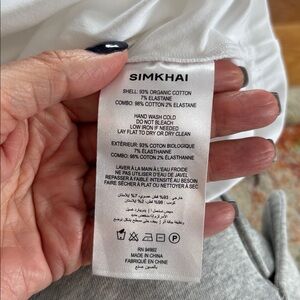 SIMKHAI
SHELL: 93% ORGANIC COTTON
7% ELASTANE
COMBO: 98% COTTON 2% ELASTANE
HAND WASH COLD
DO NOT BLEACH
LOW IRON IF NEEDED
LAY FLAT TO DRY OR DRY CLEAN
EXTÉRIEUR: 93% COTON BIOLOGIQUE
7% ÉLASTHANNE
COMBO: 98% COTON 2% ÉLASTHANNE
LAVER À LA MAIN À L'EAU FROIDE
NE PAS UTILISER D'EAU DE JAVEL
REPASSER À FAIBLE INTENSITÉ AU BESOIN
FAIRE SÉCHER À PLAT OU NETTOYER À SEC
MADE IN CHINA
FABRIQUÉ EN CHINE